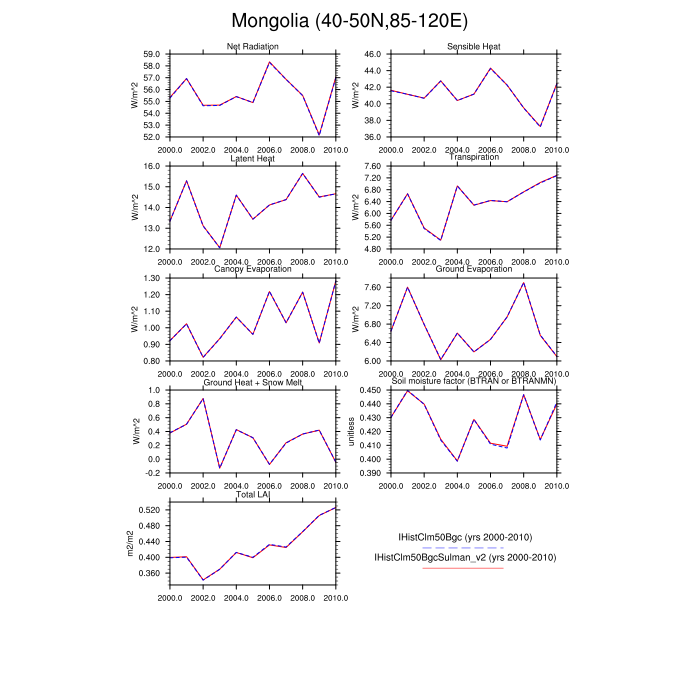 Mongolia (40-50N,85-120E)
Net Radiation
Sensible Heat
59.0
58.0
57.0
56.0
55.0
54.0
53.0
52.0
W/m^2
46.0
44.0
42.0
40.0
38.0
36.0
W/m^2
2000.0 2002.0 2004.0 2006.0 2008.0 2010.0
2000.0 2002.0 2004.0 2006.0 2008.0 2010.0
Latent Heat
Transpiration
16.0
15.0
14.0
13.0
12.0
W/m^2
7.60
7.20
6.80
6.40
6.00
5.60
5.20
4.80
W/m^2
2000.0 2002.0 2004.0 2006.0 2008.0 2010.0
2000.0 2002.0 2004.0 2006.0 2008.0 2010.0
Canopy Evaporation
Ground Evaporation
1.30
1.20
1.10
1.00
0.90
0.80
W/m^2
7.60
7.20
6.80
6.40
6.00
W/m^2
2000.0 2002.0 2004.0 2006.0 2008.0 2010.0
2000.0 2002.0 2004.0 2006.0 2008.0 2010.0
Ground Heat + Snow Melt
Soil moisture factor (BTRAN or BTRANMN)
1.0
0.8
0.6
0.4
0.2
0.0
-0.2
W/m^2
0.450
0.440
0.430
0.420
0.410
0.400
0.390
unitless
2000.0 2002.0 2004.0 2006.0 2008.0 2010.0
2000.0 2002.0 2004.0 2006.0 2008.0 2010.0
Total LAI
0.520
0.480
0.440
0.400
0.360
m2/m2
2000.0 2002.0 2004.0 2006.0 2008.0 2010.0
IHistClm50Bgc (yrs 2000-2010)
IHistClm50BgcSulman_v2 (yrs 2000-2010)